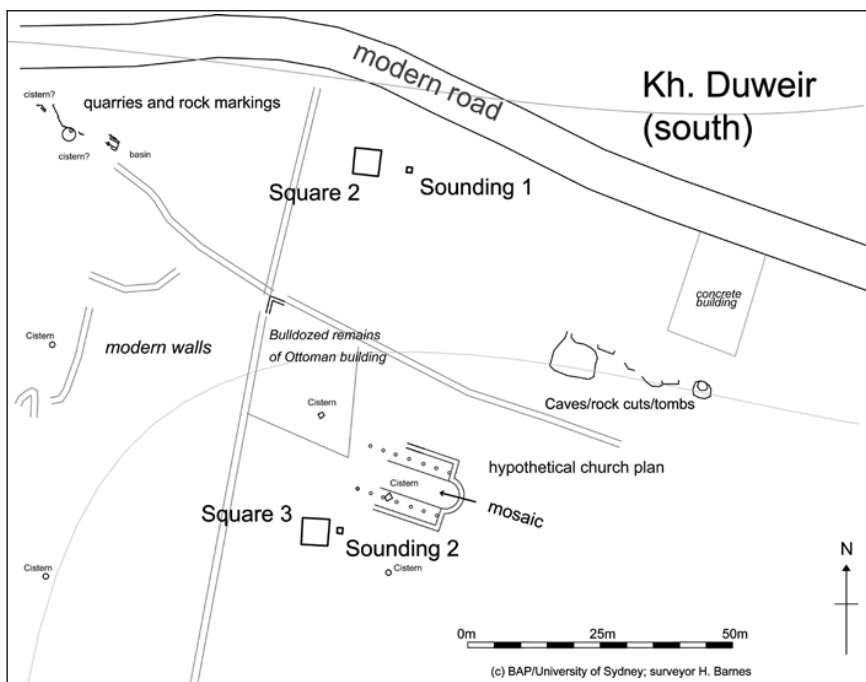 modern road
Kh. Duweir
(south)
cistern?
quarries and rock markings
cistern?
basin
Square 2
Sounding 1
concrete
building
Cistern
modern walls
Bulldozed remains
of Ottoman building
Cistern
Caves/rock cuts/tombs
hypothetical church plan
Cistern
mosaic
Square 3
Sounding 2
Cistern
Cistern
N
0m
25m
50m
(c) BAP/University of Sydney; surveyor H. Barnes